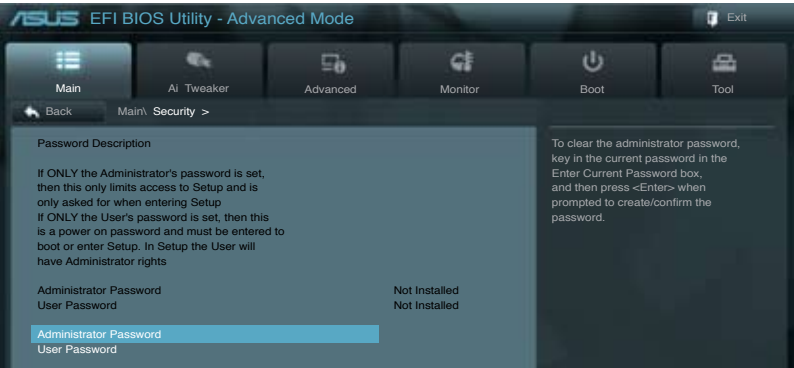 ASUS EFI BIOS Utility - Advanced Mode
Exit
Main
Ai Tweaker
Advanced
Monitor
Boot
Tool
Back
Main\ Security >
Password Description
If ONLY the Administrator's password is set,
then this only limits access to Setup and is
only asked for when entering Setup
If ONLY the User's password is set, then this
is a power on password and must be entered to
boot or enter Setup. In Setup the User will
have Administrator rights
Administrator Password Not Installed
User Password Not Installed
Administrator Password
User Password
To clear the administrator password,
key in the current password in the
Enter Current Password box,
and then press <Enter> when
prompted to create/confirm the
password.